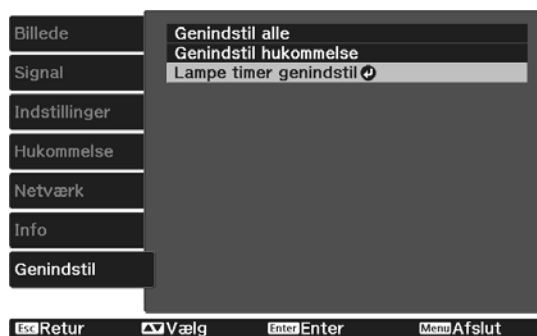 Billede
Signal
Indstillinger
Hukommelse
Netværk
Info
Genindstil
Genindstil alle
Genindstil hukommelse
Lampe timer genindstil
Esc Retur Vælg Enter Enter Menu Afslut